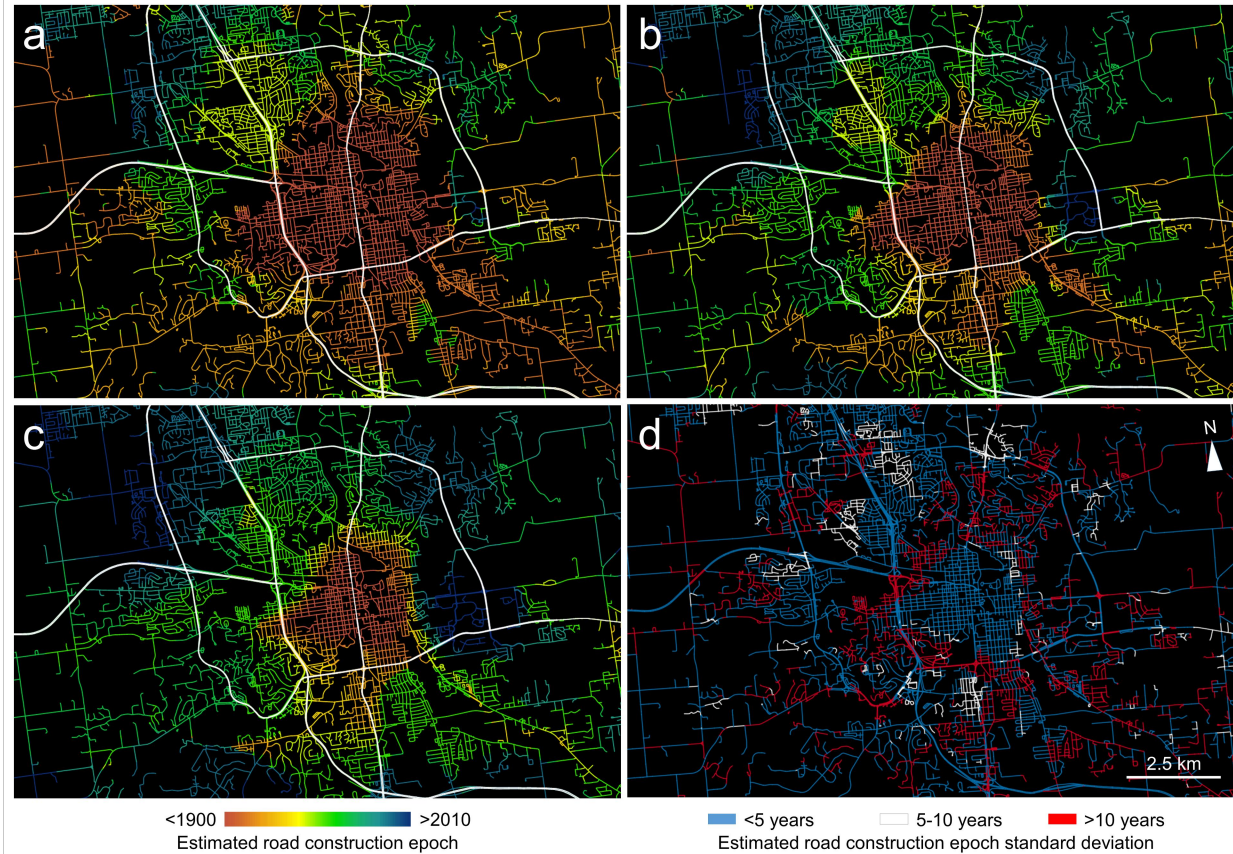 a
b
c
d
N
2.5 km
<1900 >2010
Estimated road construction epoch
<5 years 5-10 years >10 years
Estimated road construction epoch standard deviation